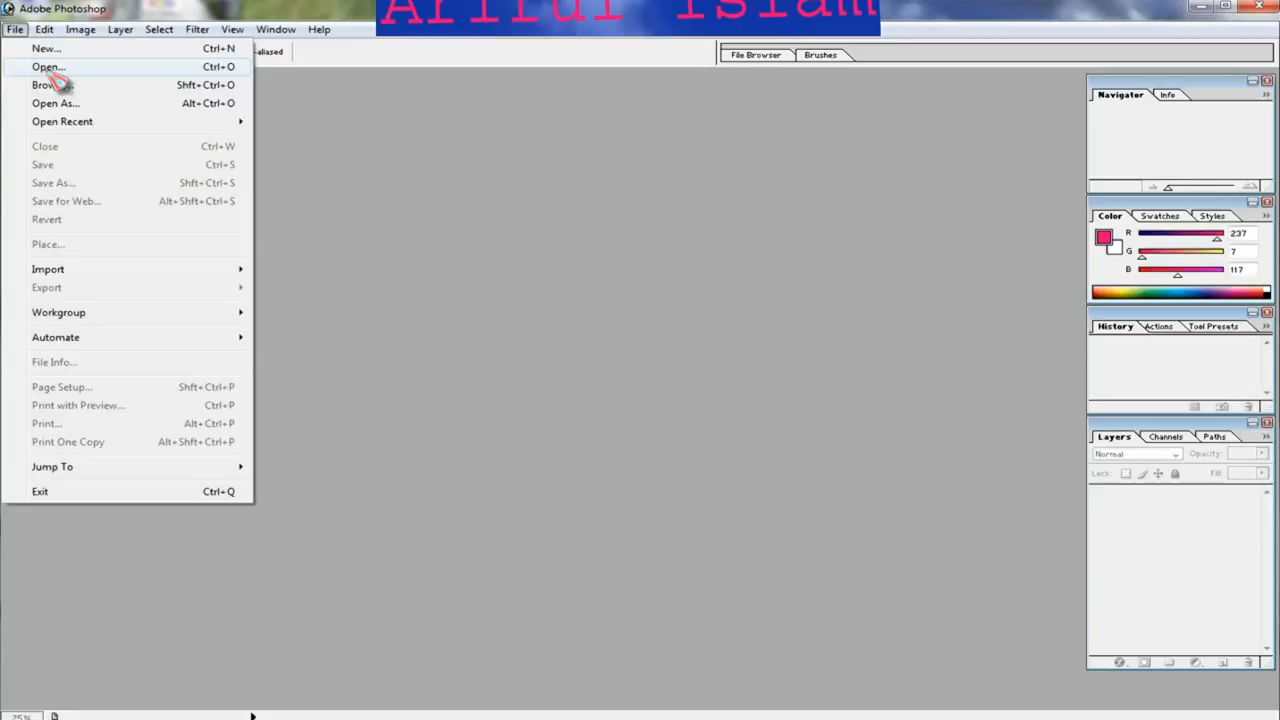 Adobe Photoshop
Ariful Islam
File Edit Image Layer Select Filter View Window Help
New... Ctrl+N
-aliased
File Browser Brushes
Open... Ctrl+O
Shft+Ctrl+O
Open As... Alt+Ctrl+O
Open Recent
Close Ctrl+W
Save Ctrl+S
Save As... Shft+Ctrl+S
Save for Web... Alt+Shft+Ctrl+S
Revert
Place...
Import
Export
Workgroup
Automate
File Info...
Page Setup... Shft+Ctrl+P
Print with Preview... Ctrl+P
Print... Alt+Ctrl+P
Print One Copy Alt+Shft+Ctrl+P
Jump To
Exit Ctrl+Q
Navigator Info
Color Swatches Styles
R 237
G 7
B 117
History Actions Tool Presets
Layers Channels Paths
Normal Opacity:
Lock: Fill:
25%